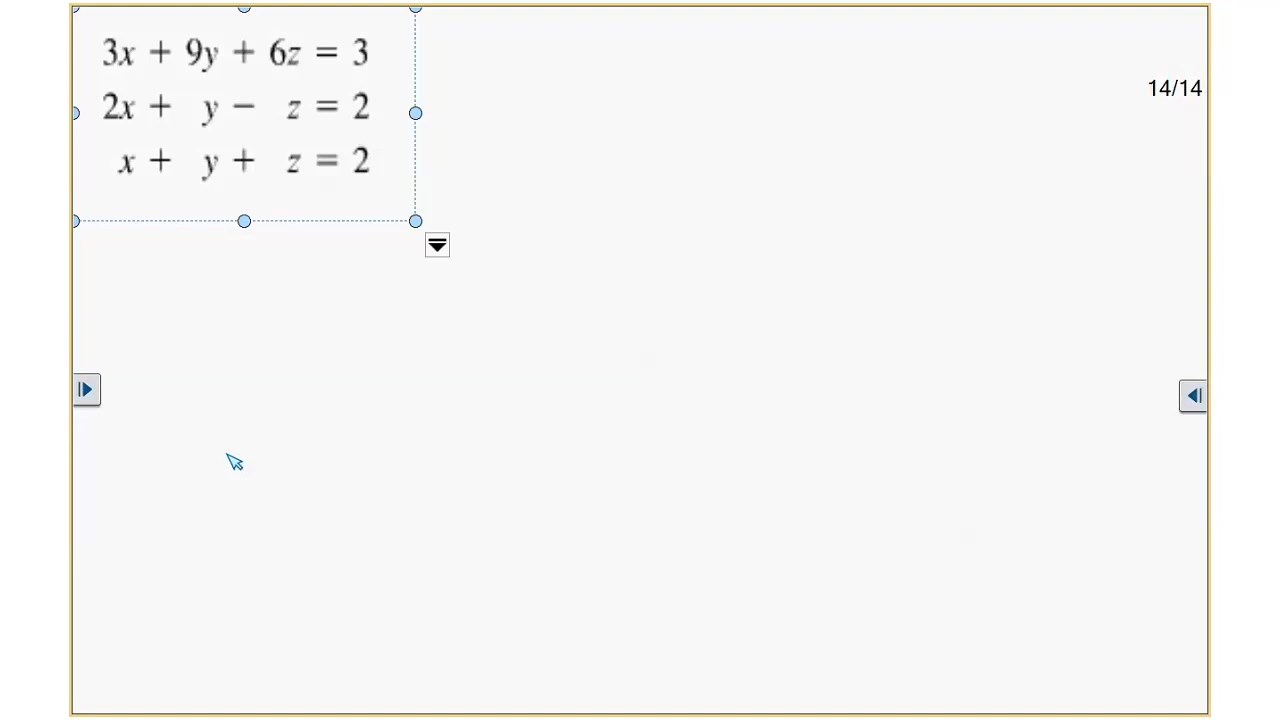 3x + 9y + 6z = 3
2x + y − z = 2
x + y + z = 2
14/14